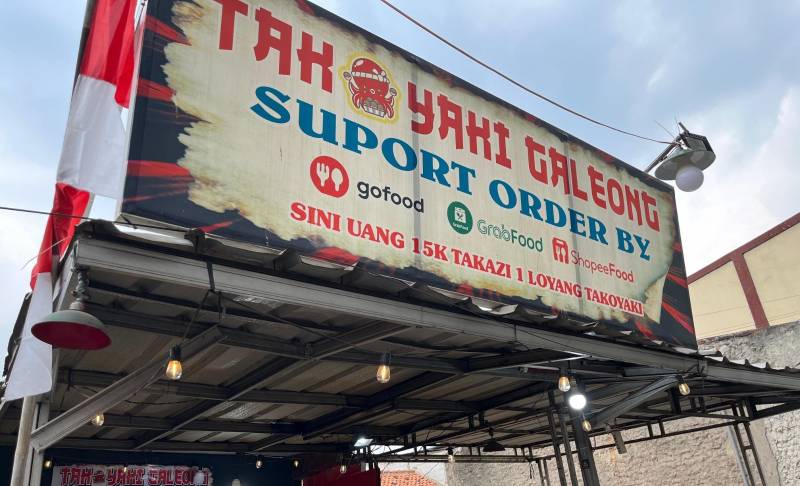 TAK YAKI GALEONG
SUPORT ORDER BY
gofood GrabFood ShopeeFood
SINI UANG 15K TAKAZI 1 LOYANG TAKOYAKI
TAK YAKI GALEONG